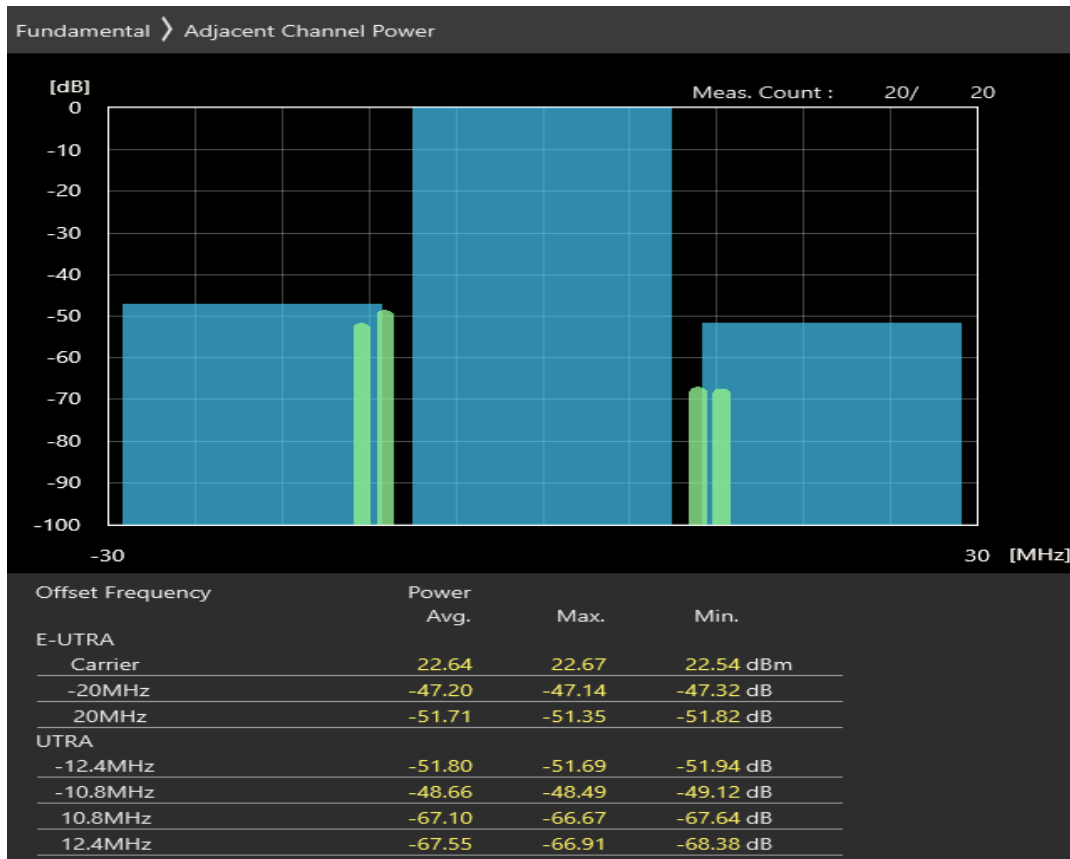 Fundamental ❯ Adjacent Channel Power
[dB]
Meas. Count : 20/ 20
0
-10
-20
-30
-40
-50
-60
-70
-80
-90
-100
-30 30 [MHz]
Offset Frequency Power
Avg. Max. Min.
E-UTRA
Carrier 22.64 22.67 22.54 dBm
-20MHz -47.20 -47.14 -47.32 dB
20MHz -51.71 -51.35 -51.82 dB
UTRA
-12.4MHz -51.80 -51.69 -51.94 dB
-10.8MHz -48.66 -48.49 -49.12 dB
10.8MHz -67.10 -66.67 -67.64 dB
12.4MHz -67.55 -66.91 -68.38 dB